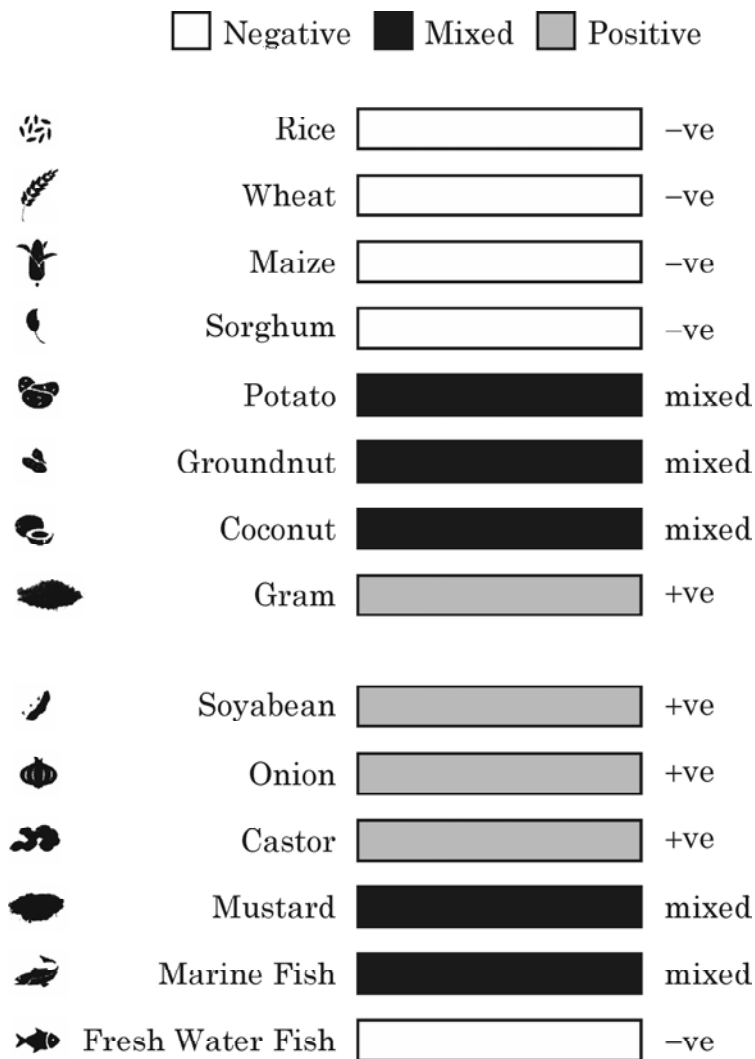 Negative Mixed Positive
Rice –ve
Wheat –ve
Maize –ve
Sorghum –ve
Potato mixed
Groundnut mixed
Coconut mixed
Gram +ve
Soyabean +ve
Onion +ve
Castor +ve
Mustard mixed
Marine Fish mixed
Fresh Water Fish –ve